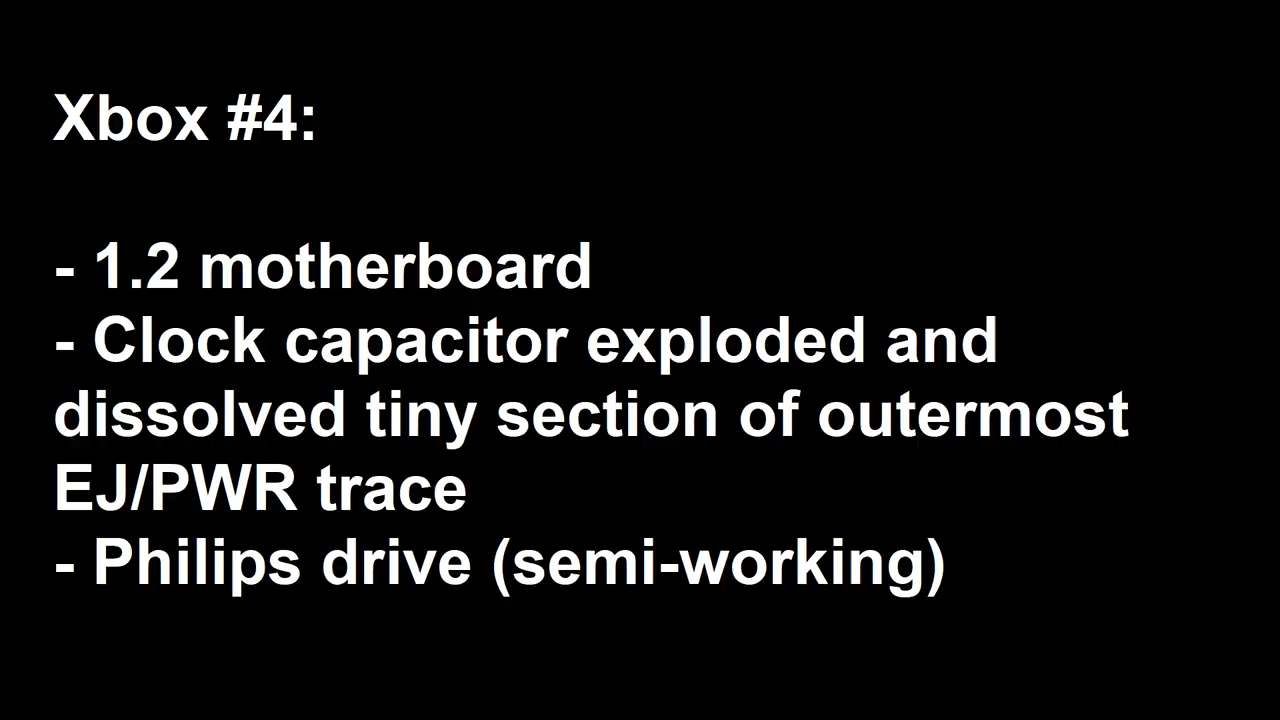 Xbox #4:
- 1.2 motherboard
- Clock capacitor exploded and
dissolved tiny section of outermost
EJ/PWR trace
- Philips drive (semi-working)